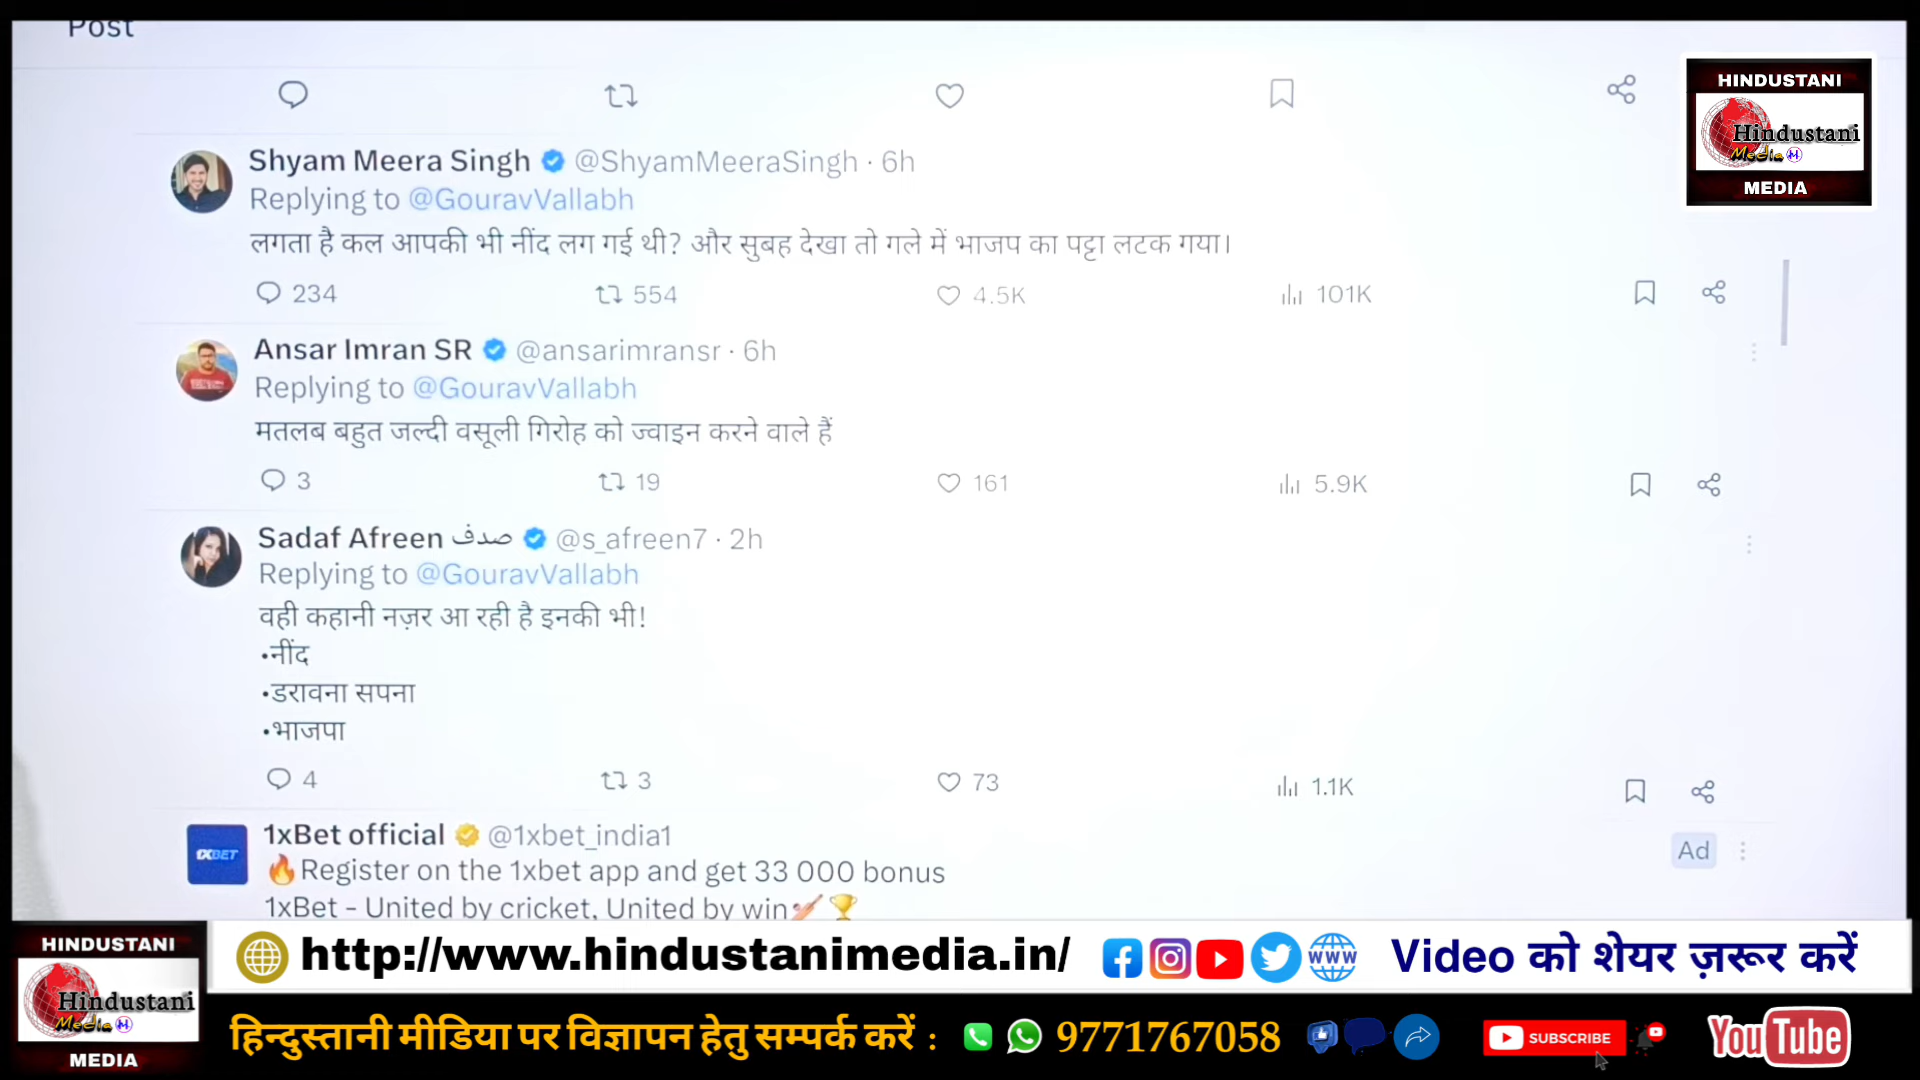 Post
HINDUSTANI
Hindustani
Media M
MEDIA
Shyam Meera Singh @ShyamMeeraSingh · 6h
Replying to @GouravVallabh
लगता है कल आपकी भी नींद लग गई थी? और सुबह देखा तो गले में भाजप का पट्टा लटक गया।
234 554 4.5K 101K
Ansar Imran SR @ansarimransr · 6h
Replying to @GouravVallabh
मतलब बहुत जल्दी वसूली गिरोह को ज्वाइन करने वाले हैं
3 19 161 5.9K
Sadaf Afreen صدف @s_afreen7 · 2h
Replying to @GouravVallabh
वही कहानी नज़र आ रही है इनकी भी!
•नींद
•डरावना सपना
•भाजपा
4 3 73 1.1K
1XBET
1xBet official @1xbet_india1
Ad
🔥Register on the 1xbet app and get 33 000 bonus
1xBet – United by cricket, United by win🏏🏆
HINDUSTANI
Hindustani
Media M
MEDIA
http://www.hindustanimedia.in/ www Video को शेयर ज़रूर करें
हिन्दुस्तानी मीडिया पर विज्ञापन हेतु सम्पर्क करें : 9771767058 SUBSCRIBE YouTube